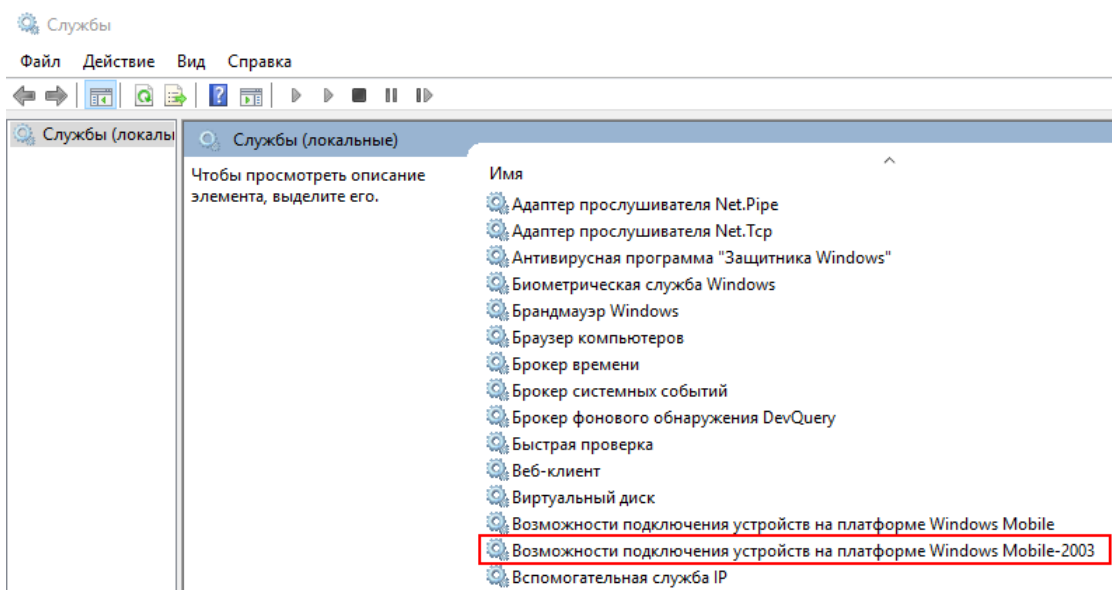 Службы
Файл Действие Вид Справка
Службы (локалы
Службы (локальные)
Чтобы просмотреть описание
элемента, выделите его.
Имя
Адаптер прослушивателя Net.Pipe
Адаптер прослушивателя Net.Tcp
Антивирусная программа "Защитника Windows"
Биометрическая служба Windows
Брандмауэр Windows
Браузер компьютеров
Брокер времени
Брокер системных событий
Брокер фонового обнаружения DevQuery
Быстрая проверка
Веб-клиент
Виртуальный диск
Возможности подключения устройств на платформе Windows Mobile
Возможности подключения устройств на платформе Windows Mobile-2003
Вспомогательная служба IP